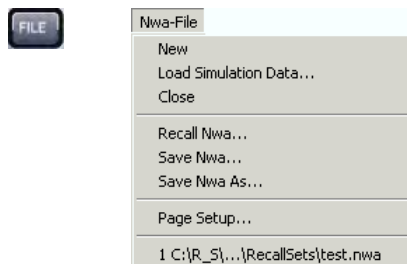 FILE
Nwa-File
New
Load Simulation Data...
Close
Recall Nwa...
Save Nwa...
Save Nwa As...
Page Setup...
1 C:\R_S\...\RecallSets\test.nwa